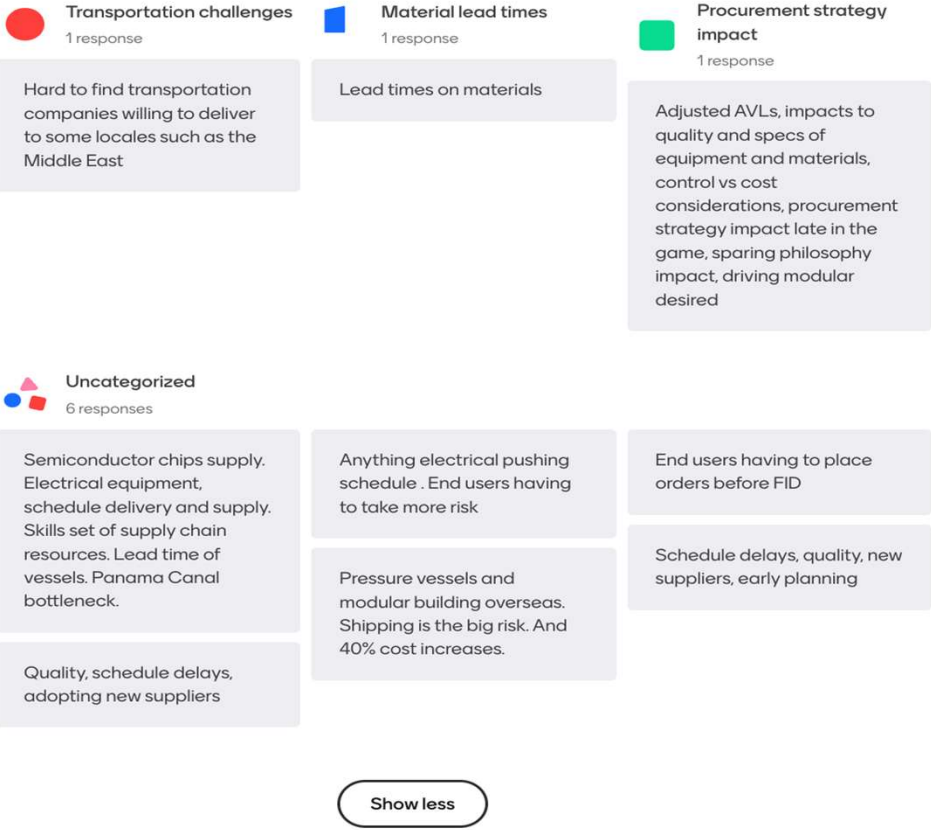 Transportation challenges
1 response
Hard to find transportation
companies willing to deliver
to some locales such as the
Middle East
Material lead times
1 response
Lead times on materials
Procurement strategy
impact
1 response
Adjusted AVLs, impacts to
quality and specs of
equipment and materials,
control vs cost
considerations, procurement
strategy impact late in the
game, sparing philosophy
impact, driving modular
desired
Uncategorized
6 responses
Semiconductor chips supply.
Electrical equipment,
schedule delivery and supply.
Skills set of supply chain
resources. Lead time of
vessels. Panama Canal
bottleneck.
Quality, schedule delays,
adopting new suppliers
Anything electrical pushing
schedule . End users having
to take more risk
Pressure vessels and
modular building overseas.
Shipping is the big risk. And
40% cost increases.
End users having to place
orders before FID
Schedule delays, quality, new
suppliers, early planning
Show less